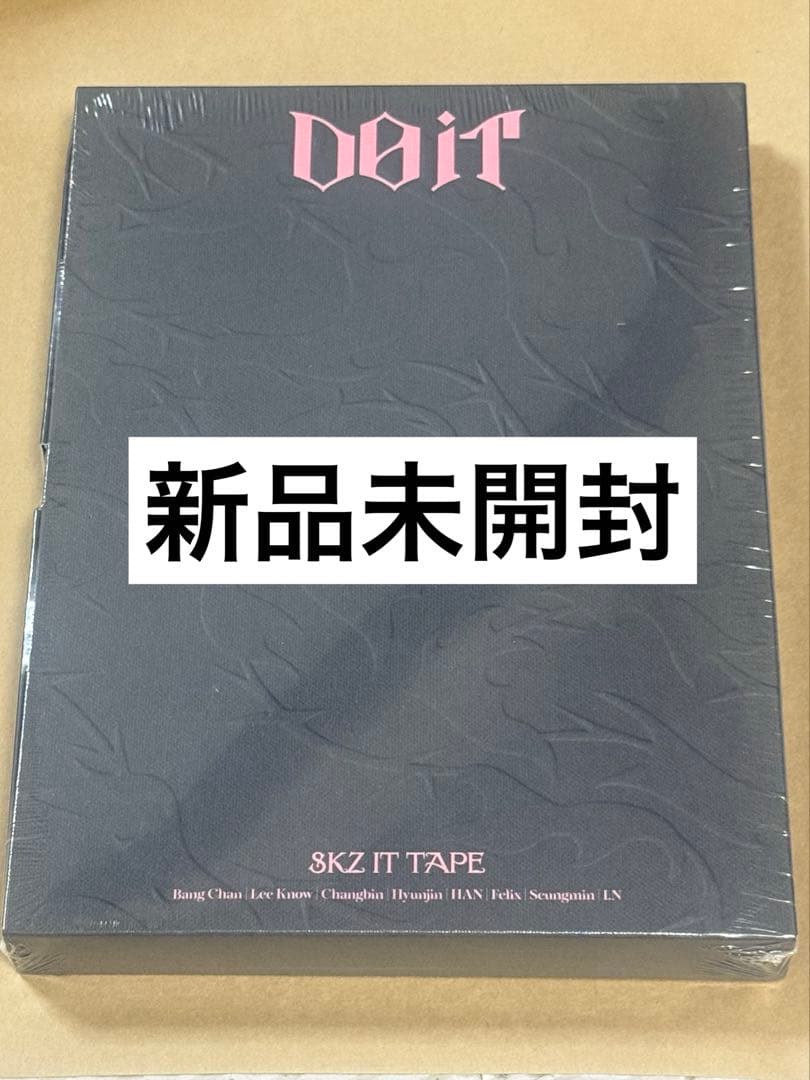 DO iT
新品未開封
SKZ IT TAPE
Bang Chan | Lee Know | Changbin | Hyunjin | HAN | Felix | Seungmin | I.N